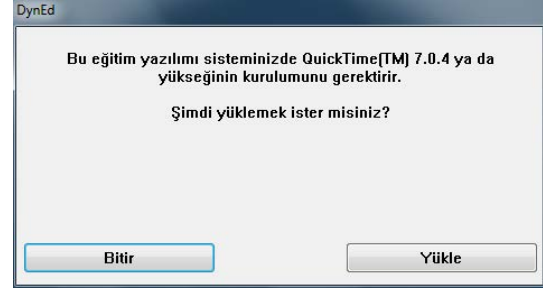 DynEd
Bu eğitim yazılımı sisteminizde QuickTime(TM) 7.0.4 ya da
yükseğinin kurulumunu gerektirir.
Şimdi yüklemek ister misiniz?
Bitir
Yükle